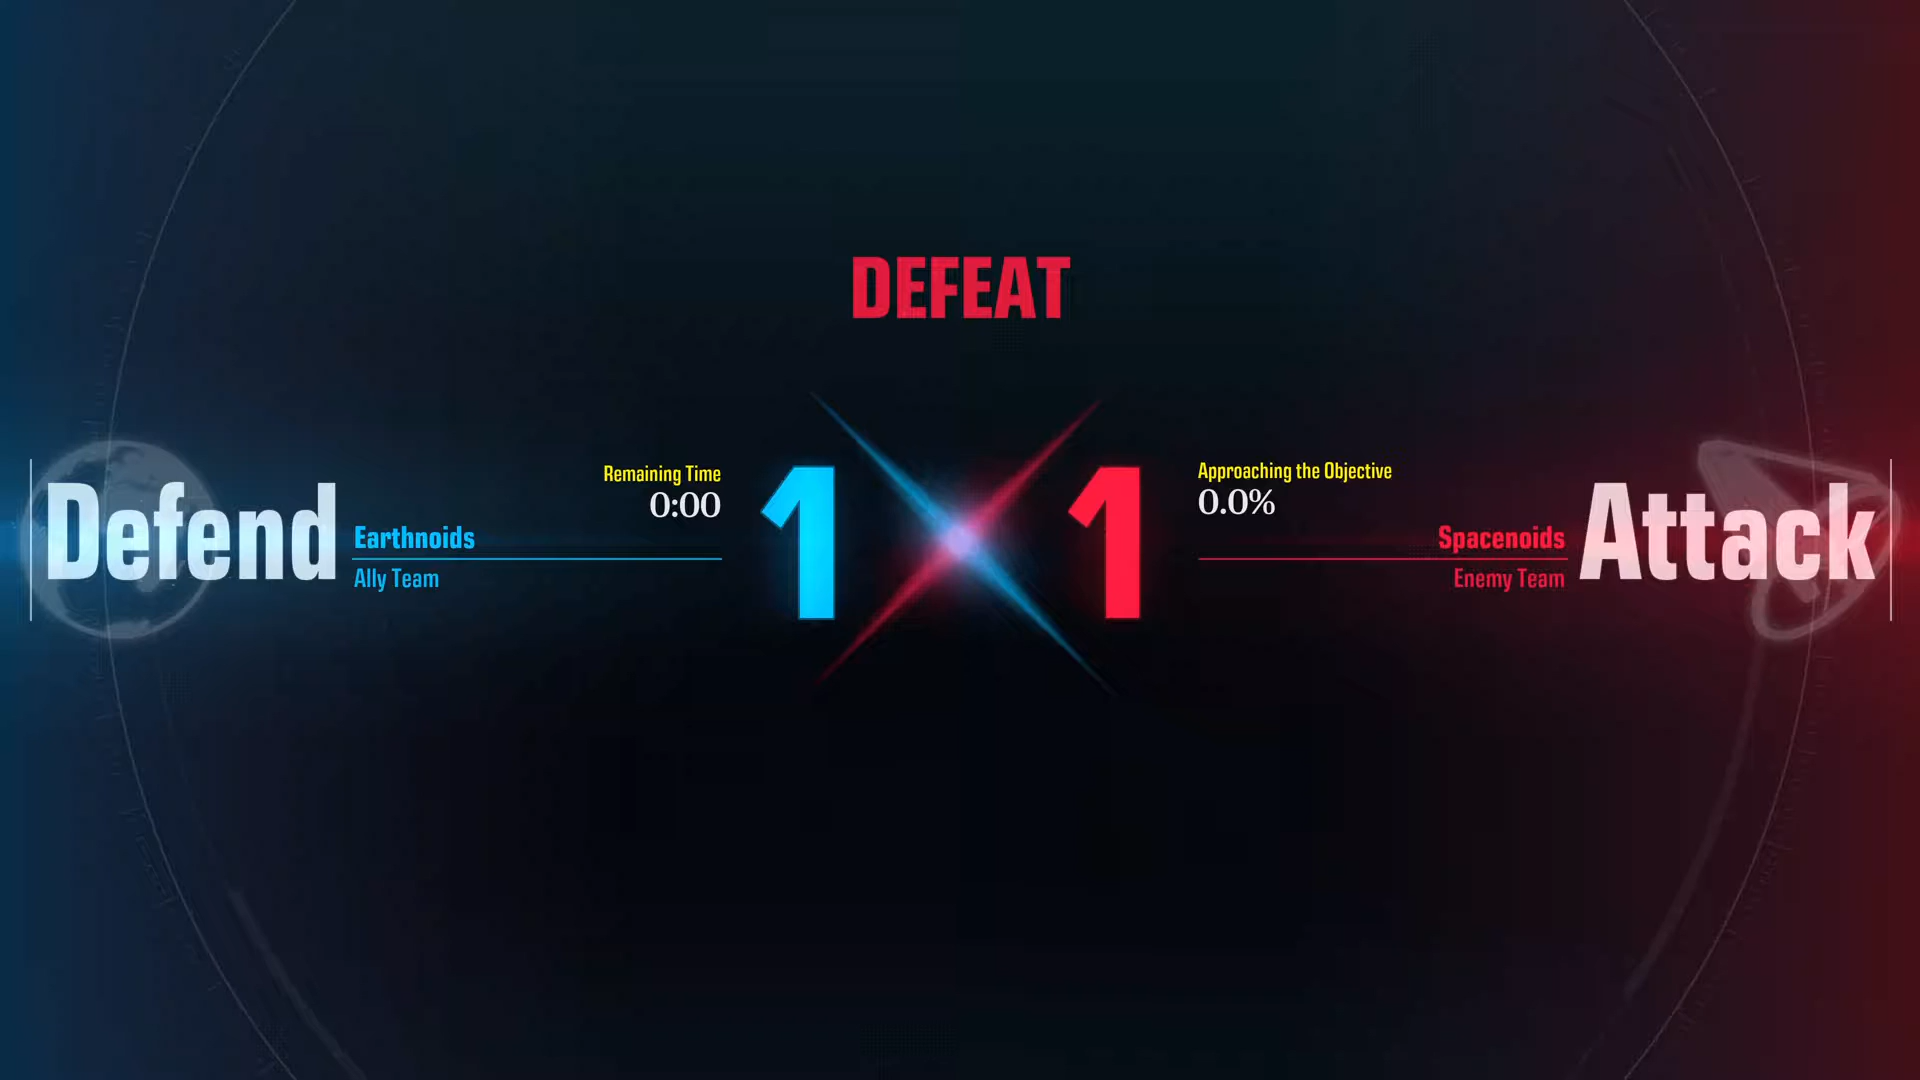 DEFEAT
Defend
Earthnoids
Ally Team
Remaining Time
0:00
1
1
Approaching the Objective
0.0%
Spacenoids
Enemy Team
Attack